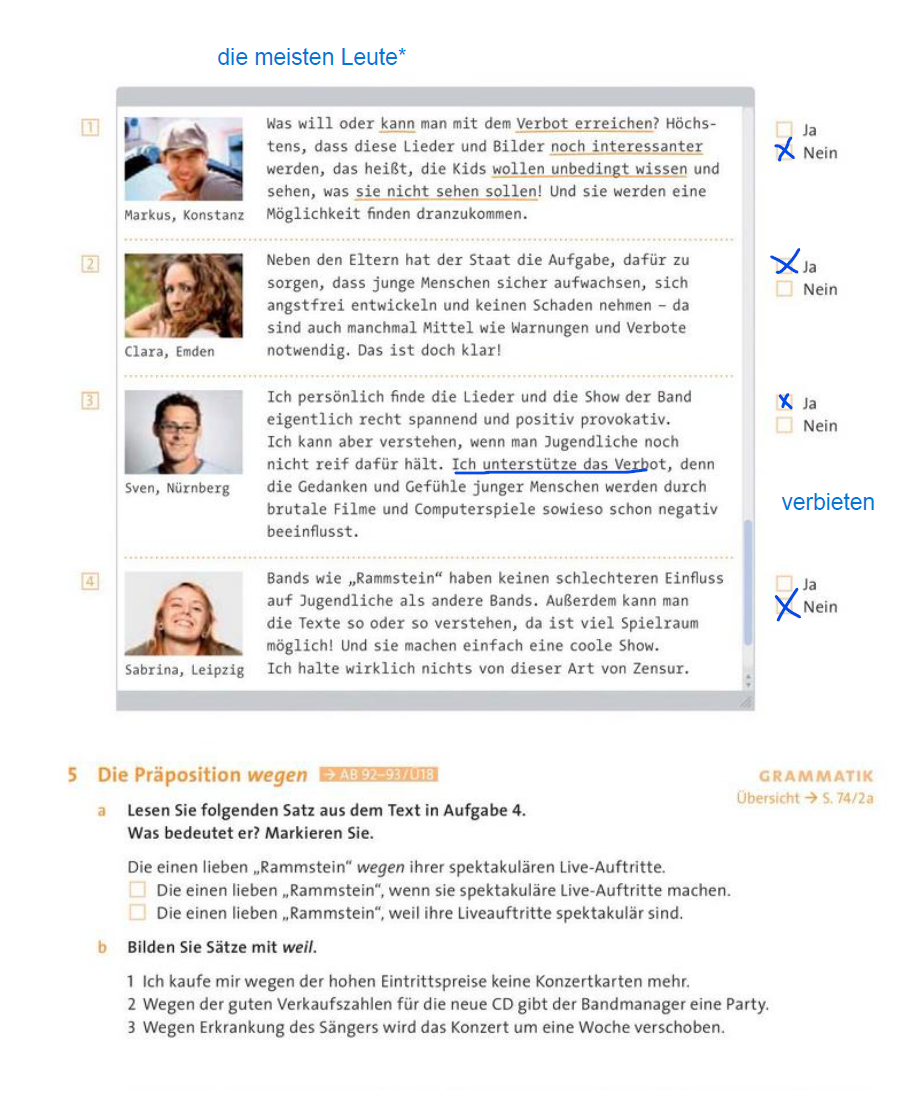 die meisten Leute*
1
Was will oder kann man mit dem Verbot erreichen? Höchs-
tens, dass diese Lieder und Bilder noch interessanter
werden, das heißt, die Kids wollen unbedingt wissen und
sehen, was sie nicht sehen sollen! Und sie werden eine
Möglichkeit finden dranzukommen.
Markus, Konstanz
Ja
Nein
2
Neben den Eltern hat der Staat die Aufgabe, dafür zu
sorgen, dass junge Menschen sicher aufwachsen, sich
angstfrei entwickeln und keinen Schaden nehmen – da
sind auch manchmal Mittel wie Warnungen und Verbote
notwendig. Das ist doch klar!
Clara, Emden
Ja
Nein
3
Ich persönlich finde die Lieder und die Show der Band
eigentlich recht spannend und positiv provokativ.
Ich kann aber verstehen, wenn man Jugendliche noch
nicht reif dafür hält. Ich unterstütze das Verbot, denn
die Gedanken und Gefühle junger Menschen werden durch
brutale Filme und Computerspiele sowieso schon negativ
beeinflusst.
Sven, Nürnberg
Ja
Nein
verbieten
4
Bands wie „Rammstein“ haben keinen schlechteren Einfluss
auf Jugendliche als andere Bands. Außerdem kann man
die Texte so oder so verstehen, da ist viel Spielraum
möglich! Und sie machen einfach eine coole Show.
Ich halte wirklich nichts von dieser Art von Zensur.
Sabrina, Leipzig
Ja
Nein
5 Die Präposition wegen → AB 92–93/Ü18
GRAMMATIK
Übersicht → S. 74/2a
a Lesen Sie folgenden Satz aus dem Text in Aufgabe 4.
Was bedeutet er? Markieren Sie.
Die einen lieben „Rammstein“ wegen ihrer spektakulären Live-Auftritte.
Die einen lieben „Rammstein“, wenn sie spektakuläre Live-Auftritte machen.
Die einen lieben „Rammstein“, weil ihre Liveauftritte spektakulär sind.
b Bilden Sie Sätze mit weil.
1 Ich kaufe mir wegen der hohen Eintrittspreise keine Konzertkarten mehr.
2 Wegen der guten Verkaufszahlen für die neue CD gibt der Bandmanager eine Party.
3 Wegen Erkrankung des Sängers wird das Konzert um eine Woche verschoben.